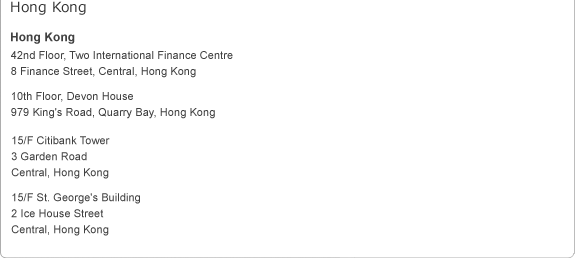 Hong Kong
Hong Kong
42nd Floor, Two International Finance Centre
8 Finance Street, Central, Hong Kong
10th Floor, Devon House
979 King's Road, Quarry Bay, Hong Kong
15/F Citibank Tower
3 Garden Road
Central, Hong Kong
15/F St. George's Building
2 Ice House Street
Central, Hong Kong